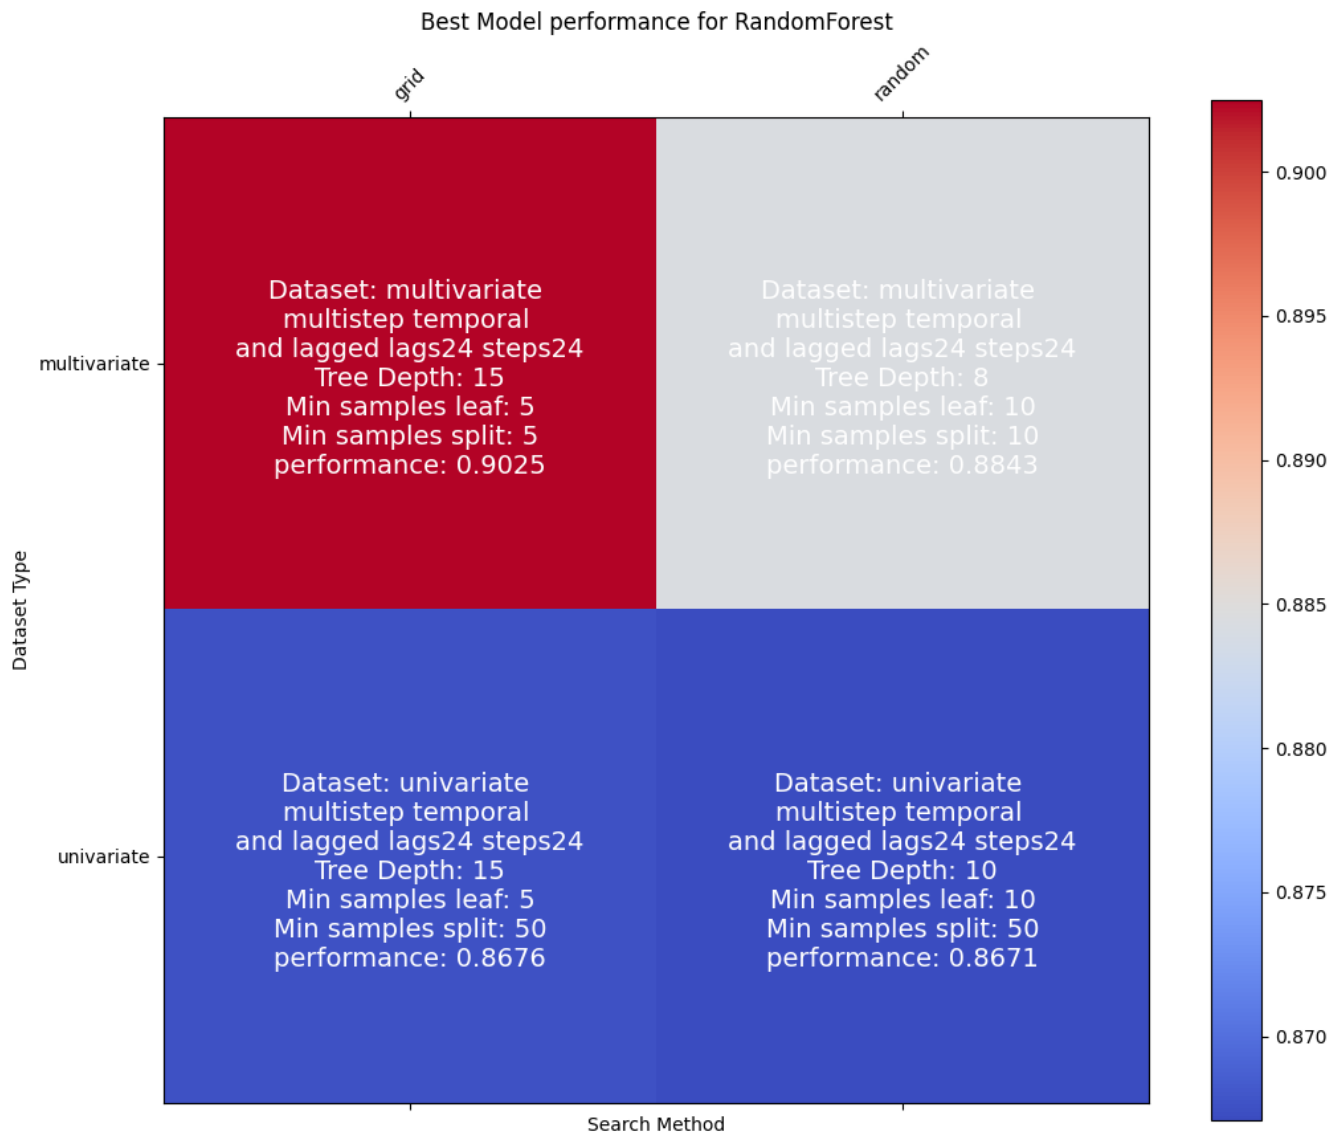 Best Model performance for RandomForest
grid
random
Dataset Type
multivariate
univariate
Dataset: multivariate
multistep temporal
and lagged lags24 steps24
Tree Depth: 15
Min samples leaf: 5
Min samples split: 5
performance: 0.9025
Dataset: multivariate
multistep temporal
and lagged lags24 steps24
Tree Depth: 8
Min samples leaf: 10
Min samples split: 10
performance: 0.8843
Dataset: univariate
multistep temporal
and lagged lags24 steps24
Tree Depth: 15
Min samples leaf: 5
Min samples split: 50
performance: 0.8676
Dataset: univariate
multistep temporal
and lagged lags24 steps24
Tree Depth: 10
Min samples leaf: 10
Min samples split: 50
performance: 0.8671
Search Method
0.900
0.895
0.890
0.885
0.880
0.875
0.870